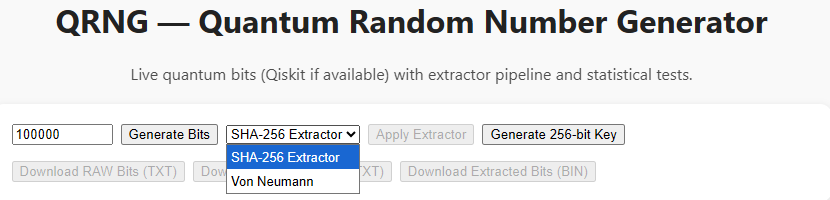 QRNG — Quantum Random Number Generator
Live quantum bits (Qiskit if available) with extractor pipeline and statistical tests.
100000 Generate Bits SHA-256 Extractor Apply Extractor Generate 256-bit Key
SHA-256 Extractor
Von Neumann
Download RAW Bits (TXT) XT) Download Extracted Bits (BIN)